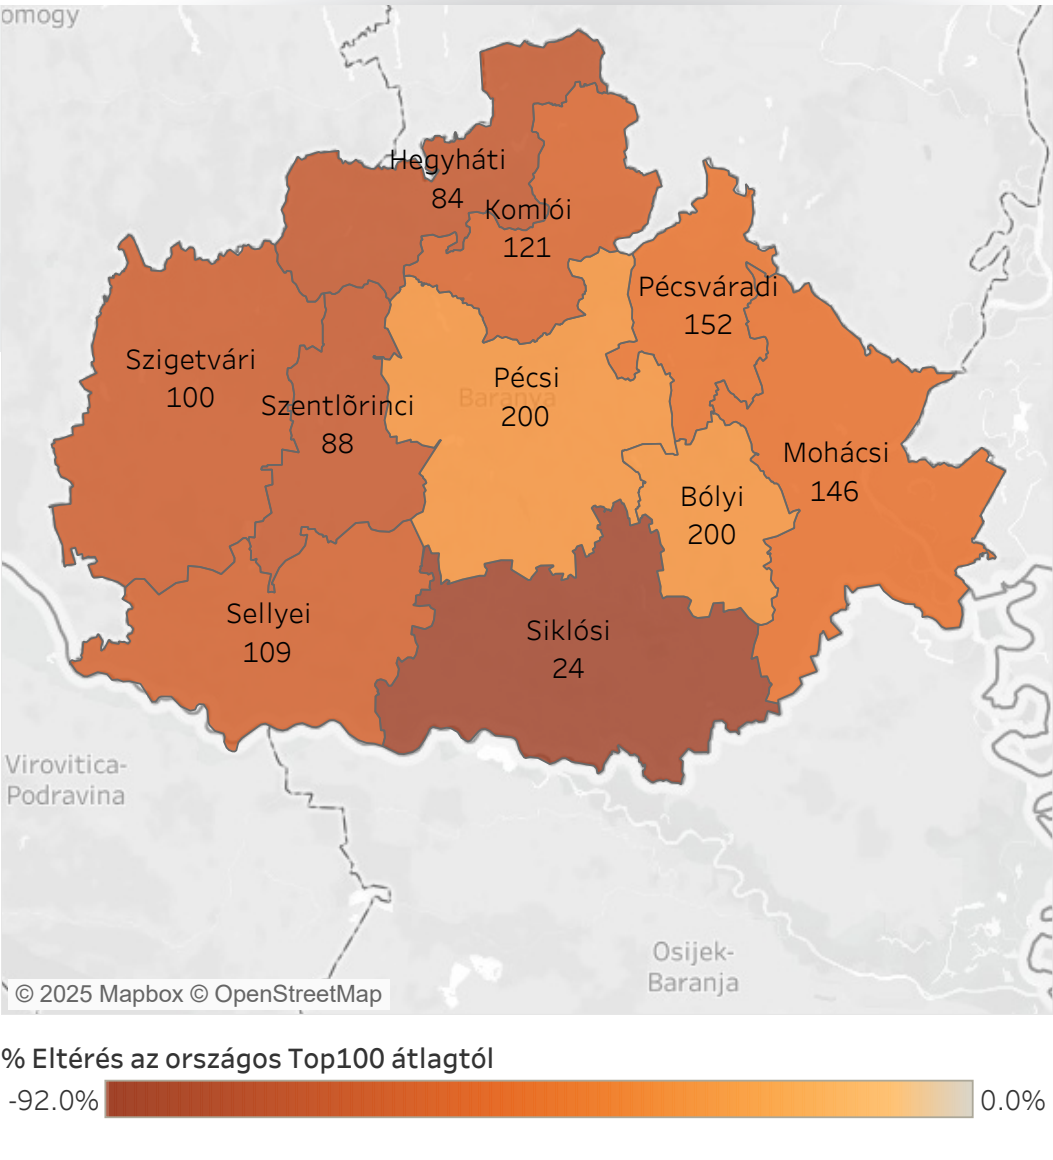 omogy
Hegyháti
84
Komlói
121
Pécsváradi
152
Szigetvári
100
Pécsi
Baranya
200
Szentlõrinci
88
Mohácsi
146
Bólyi
200
Sellyei
109
Siklósi
24
Virovitica-
Podravina
Osijek-
Baranja
© 2025 Mapbox © OpenStreetMap
% Eltérés az országos Top100 átlagtól
-92.0%
0.0%